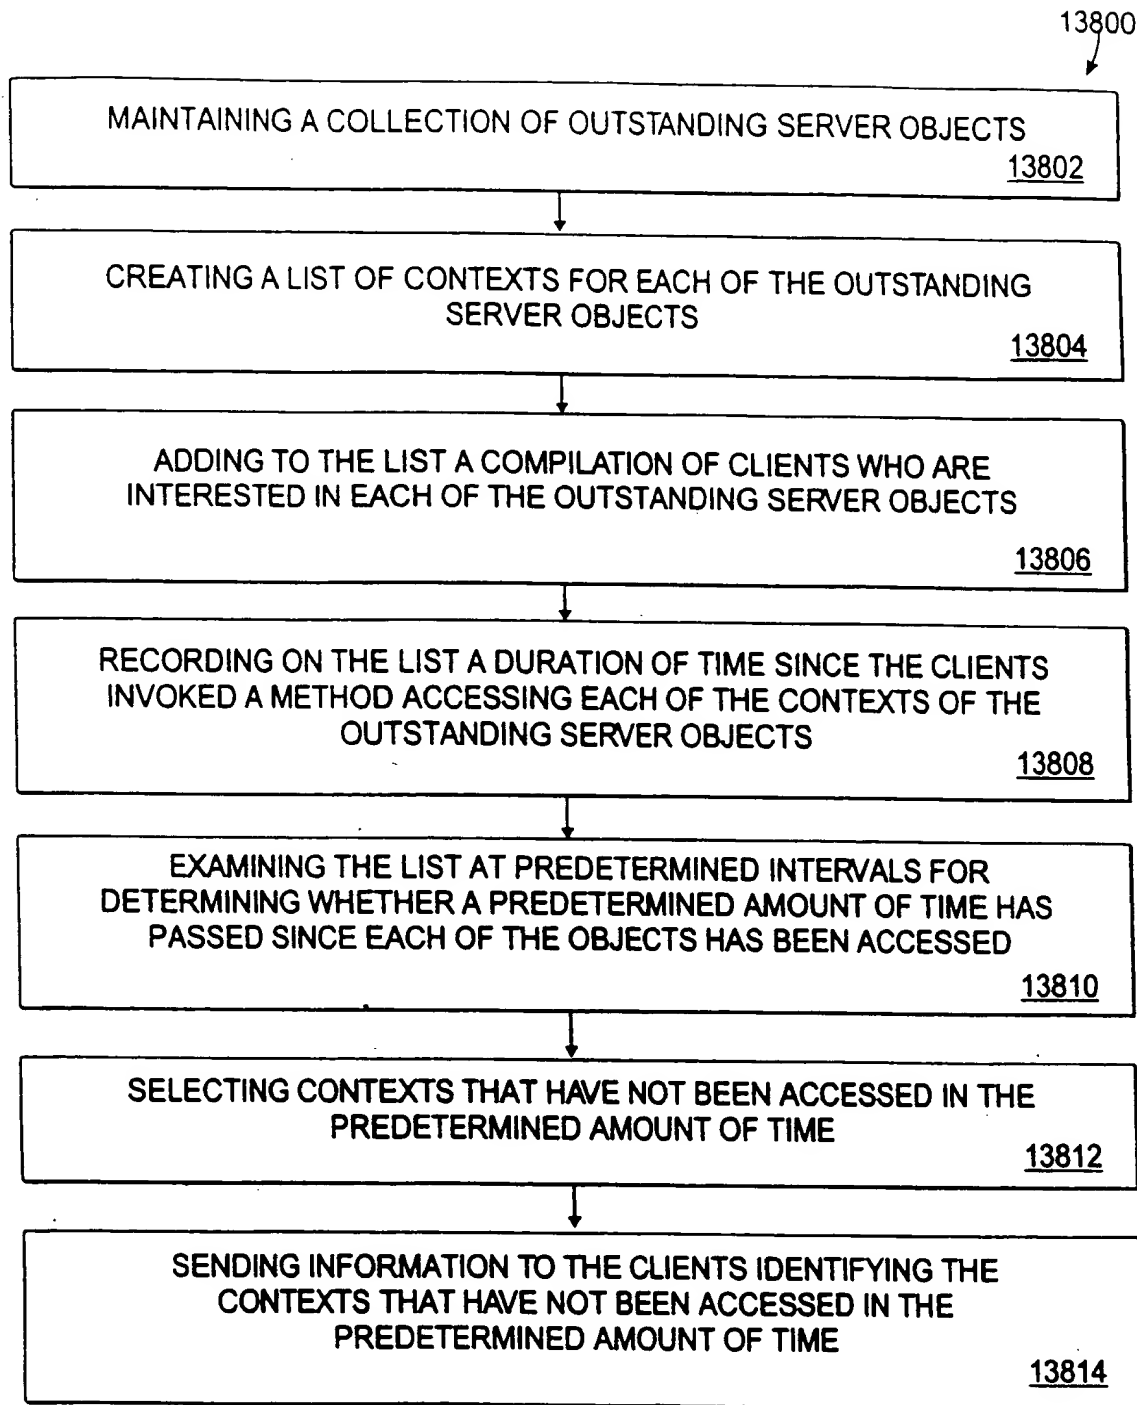 13800
MAINTAINING A COLLECTION OF OUTSTANDING SERVER OBJECTS
13802
CREATING A LIST OF CONTEXTS FOR EACH OF THE OUTSTANDING
SERVER OBJECTS
13804
ADDING TO THE LIST A COMPILATION OF CLIENTS WHO ARE
INTERESTED IN EACH OF THE OUTSTANDING SERVER OBJECTS
13806
RECORDING ON THE LIST A DURATION OF TIME SINCE THE CLIENTS
INVOKED A METHOD ACCESSING EACH OF THE CONTEXTS OF THE
OUTSTANDING SERVER OBJECTS
13808
EXAMINING THE LIST AT PREDETERMINED INTERVALS FOR
DETERMINING WHETHER A PREDETERMINED AMOUNT OF TIME HAS
PASSED SINCE EACH OF THE OBJECTS HAS BEEN ACCESSED
13810
SELECTING CONTEXTS THAT HAVE NOT BEEN ACCESSED IN THE
PREDETERMINED AMOUNT OF TIME
13812
SENDING INFORMATION TO THE CLIENTS IDENTIFYING THE
CONTEXTS THAT HAVE NOT BEEN ACCESSED IN THE
PREDETERMINED AMOUNT OF TIME
13814